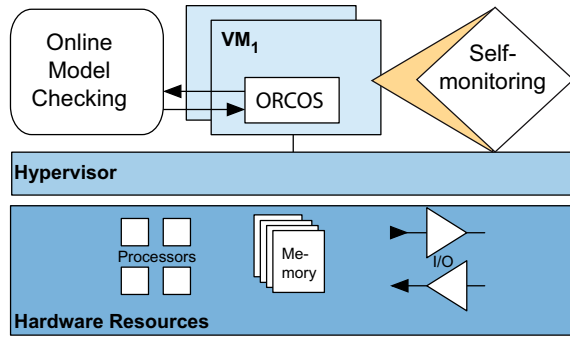 Online
Model
Checking
VM1
ORCOS
Self-
monitoring
Hypervisor
Processors
Me-
mory
I/O
Hardware Resources